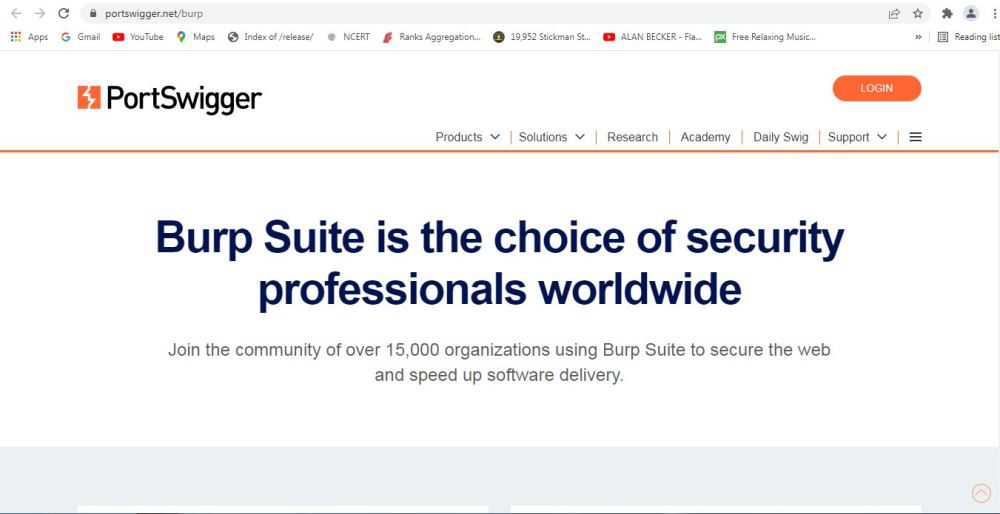 portswigger.net/burp
Apps Gmail YouTube Maps Index of /release/ NCERT Ranks Aggregation... 19,952 Stickman St... ALAN BECKER - Fla... Free Relaxing Music... » Reading list
PortSwigger
LOGIN
Products Solutions Research Academy Daily Swig Support
Burp Suite is the choice of security
professionals worldwide
Join the community of over 15,000 organizations using Burp Suite to secure the web
and speed up software delivery.